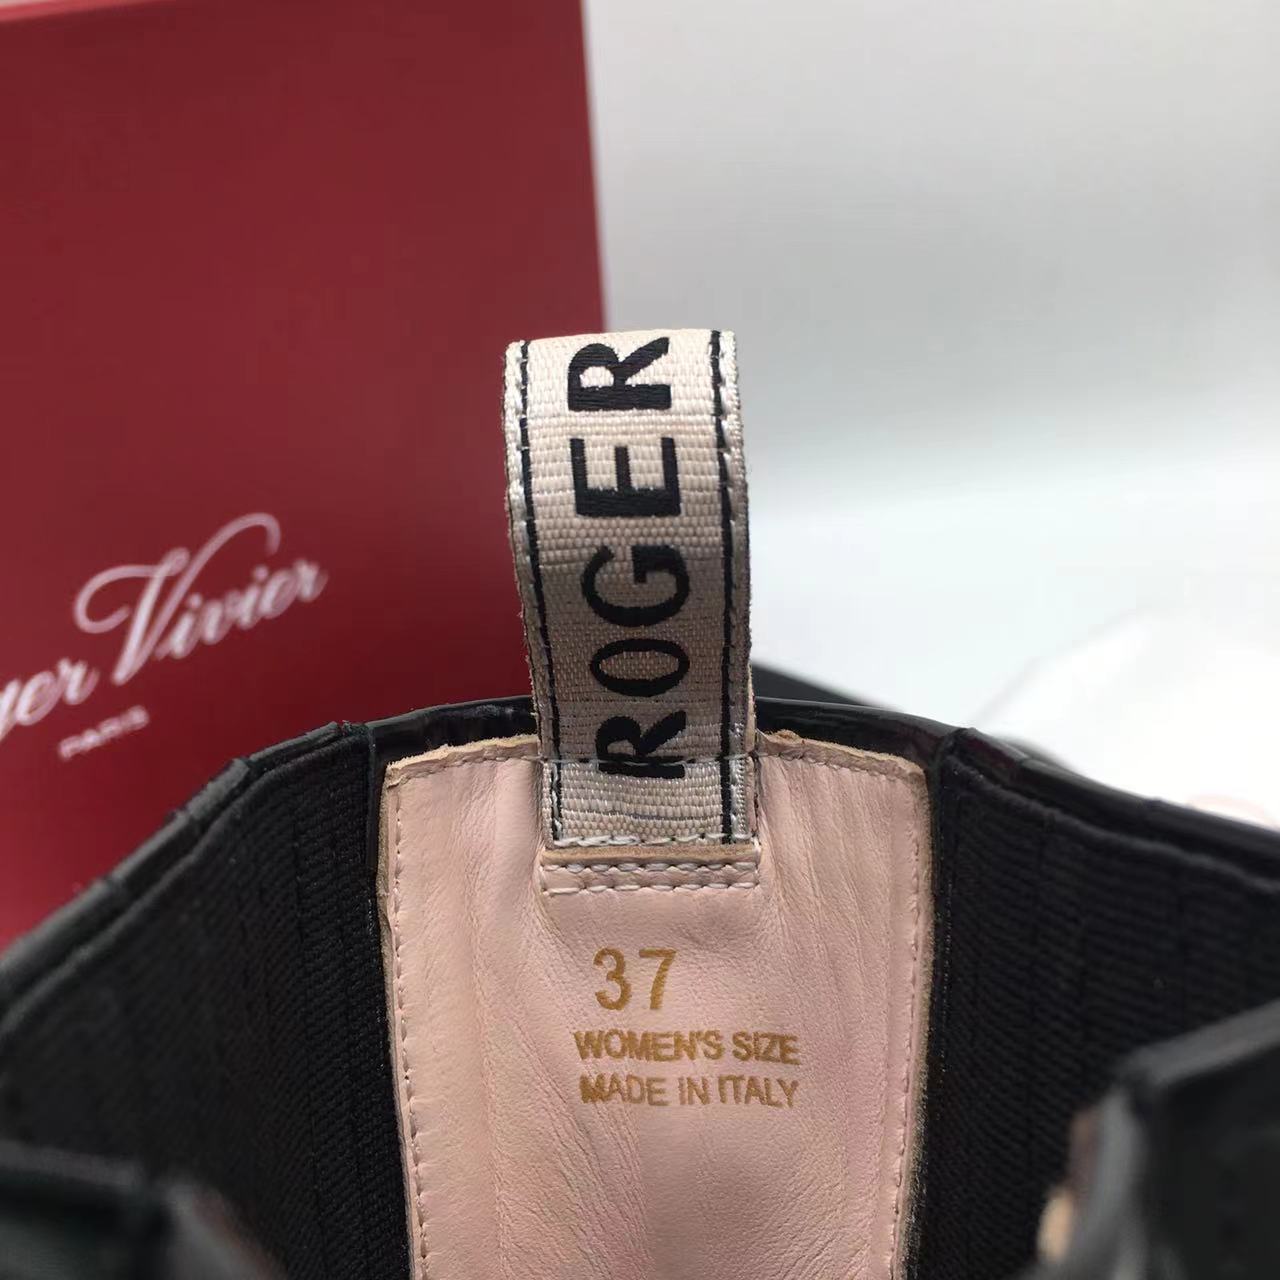 ger Vivier
PARIS
ROGER
37
WOMEN'S SIZE
MADE IN ITALY